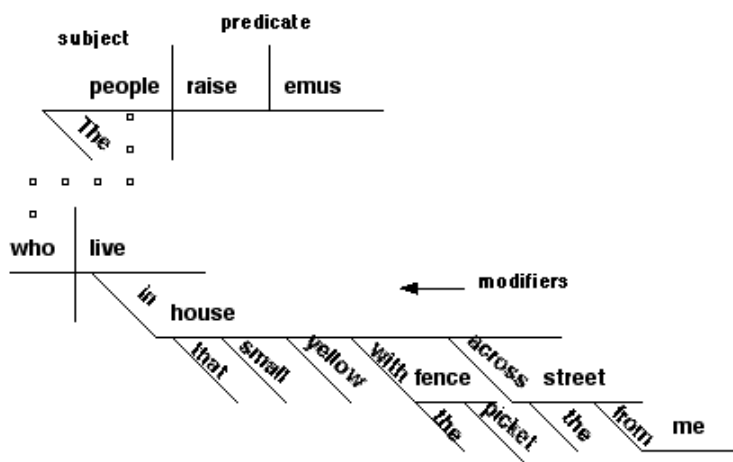 predicate
subject
people raise emus
The
who live
in
modifiers
house
that small yellow with across
fence street
the picket the from
me